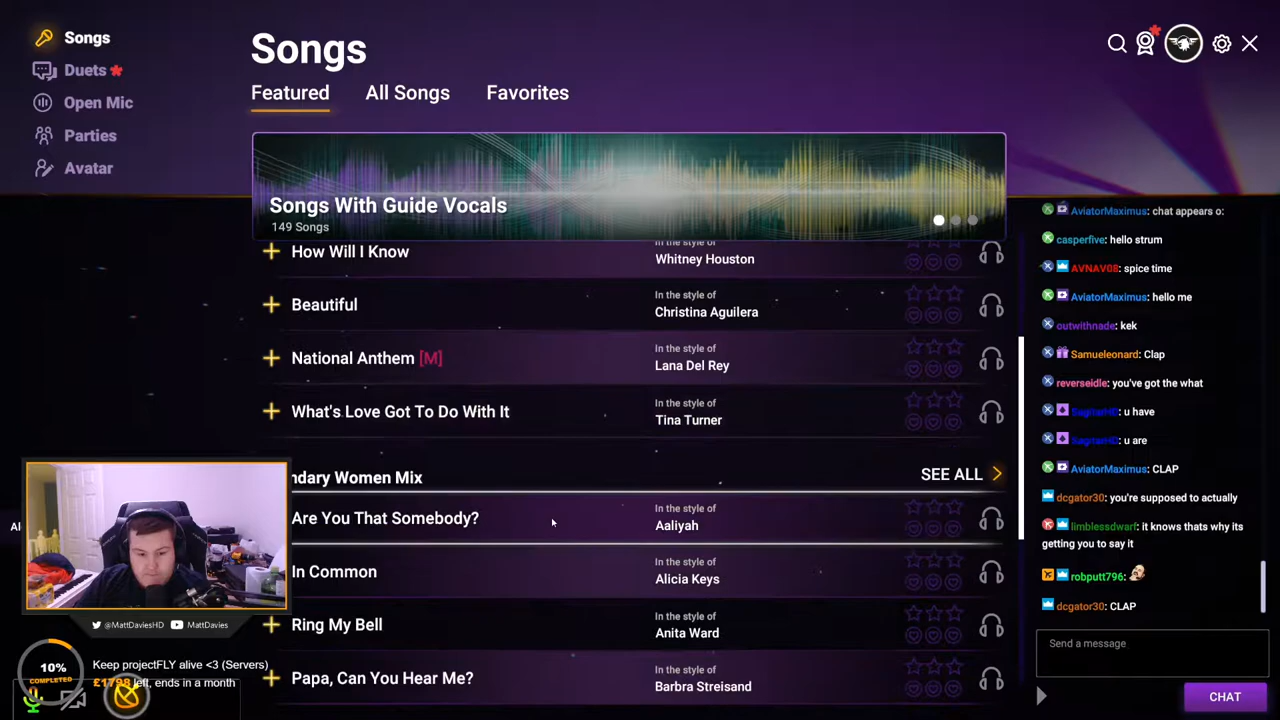 Songs
Duets
Open Mic
Parties
Avatar
Songs
Featured
All Songs
Favorites
Songs With Guide Vocals
149 Songs
How Will I Know
In the style of
Whitney Houston
Beautiful
In the style of
Christina Aguilera
National Anthem [M]
In the style of
Lana Del Rey
What's Love Got To Do With It
In the style of
Tina Turner
ndary Women Mix
SEE ALL
Are You That Somebody?
In the style of
Aaliyah
In Common
In the style of
Alicia Keys
Ring My Bell
In the style of
Anita Ward
Papa, Can You Hear Me?
In the style of
Barbra Streisand
Al
@MattDaviesHD
MattDavies
10%
COMPLETED
Keep projectFLY alive <3 (Servers)
£1798 left, ends in a month
AviatorMaximus: chat appears o:
casperfive: hello strum
AVNAV08: spice time
AviatorMaximus: hello me
outwithnade: kek
Samueleonard: Clap
reverseidle: you've got the what
SagitarHD: u have
SagitarHD: u are
AviatorMaximus: CLAP
dcgator30: you're supposed to actually
limblessdwarf: it knows thats why its
getting you to say it
robputt796:
dcgator30: CLAP
Send a message
CHAT